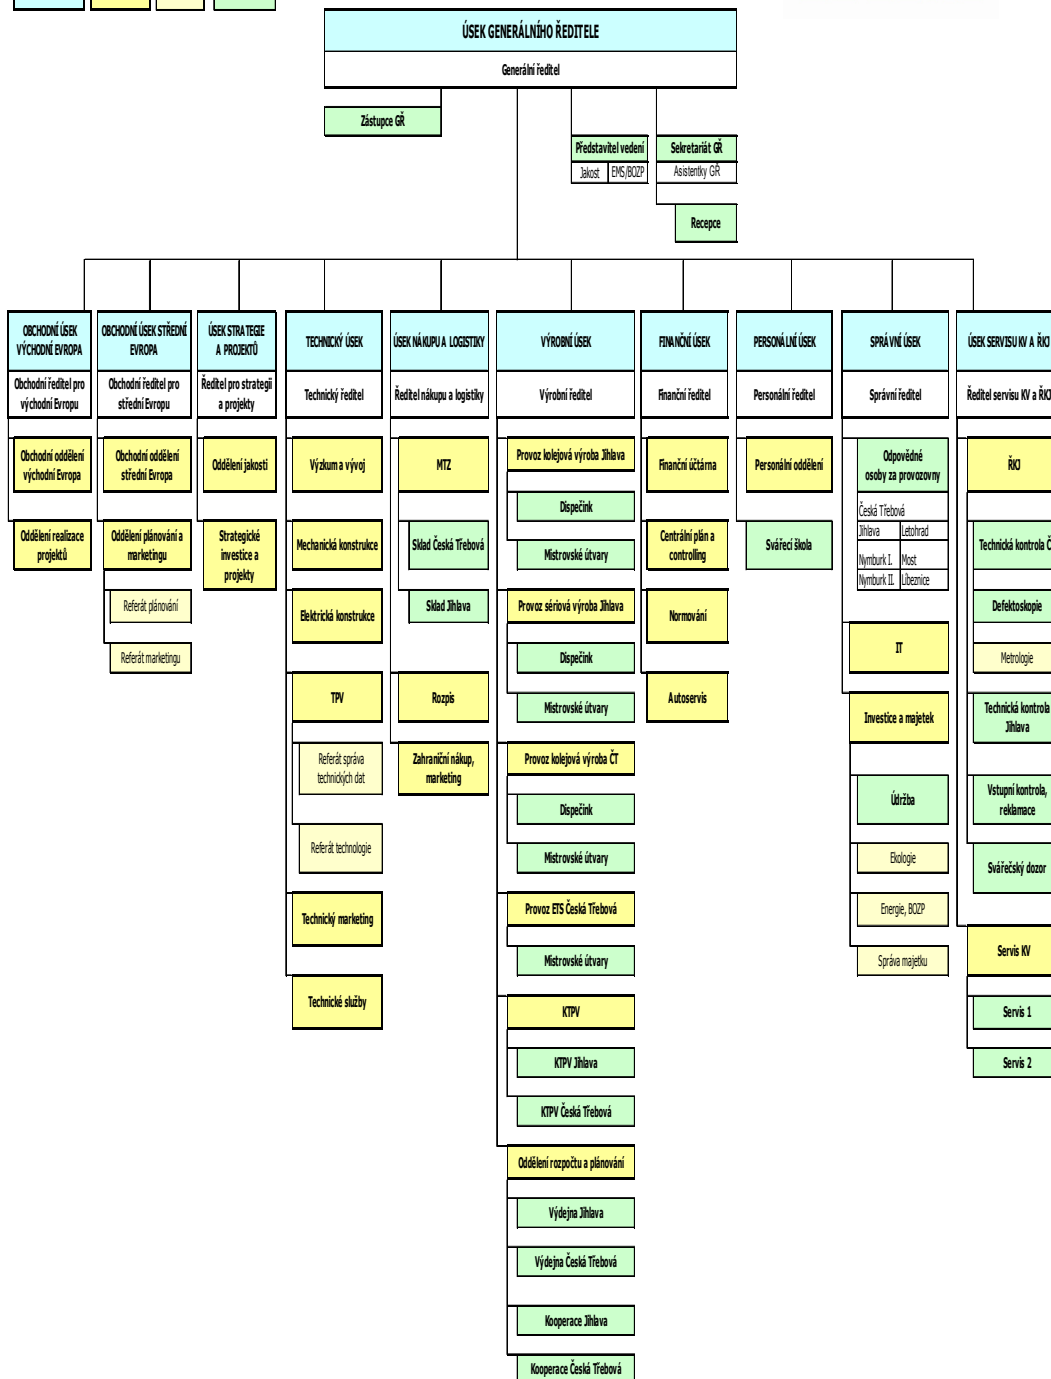 ÚSEK GENERÁLNÍHO ŘEDITELE
Generální ředitel
Zástupce GŘ
Představitel vedení
Jakost
EMS/BOZP
Sekretariát GŘ
Asistentky GŘ
Recepce
OBCHODNÍ ÚSEK
VÝCHODNÍ EVROPA
Obchodní ředitel pro
východní Evropu
Obchodní oddělení
východní Evropa
Oddělení realizace
projektů
OBCHODNÍ ÚSEK STŘEDNÍ
EVROPA
Obchodní ředitel pro
střední Evropu
Obchodní oddělení
střední Evropa
Oddělení plánování a
marketingu
Referát plánování
Referát marketingu
ÚSEK STRATEGIE
A PROJEKTŮ
Ředitel pro strategii
a projekty
Oddělení jakosti
Strategické
investice a
projekty
TECHNICKÝ ÚSEK
Technický ředitel
Výzkum a vývoj
Mechanická konstrukce
Elektrická konstrukce
TPV
Referát správa
technických dat
Referát technologie
Technický marketing
Technické služby
ÚSEK NÁKUPU A LOGISTIKY
Ředitel nákupu a logistiky
MTZ
Sklad Česká Třebová
Sklad Jihlava
Rozpis
Zahraniční nákup,
marketing
VÝROBNÍ ÚSEK
Výrobní ředitel
Provoz kolejová výroba Jihlava
Dispečink
Mistrovské útvary
Provoz sériová výroba Jihlava
Dispečink
Mistrovské útvary
Provoz kolejová výroba ČT
Dispečink
Mistrovské útvary
Provoz ETS Česká Třebová
Mistrovské útvary
KTPV
KTPV Jihlava
KTPV Česká Třebová
Oddělení rozpočtu a plánování
Výdejna Jihlava
Výdejna Česká Třebová
Kooperace Jihlava
Kooperace Česká Třebová
FINANČNÍ ÚSEK
Finanční ředitel
Finanční účtárna
Centrální plán a
controlling
Normování
Autoservis
PERSONÁLNÍ ÚSEK
Personální ředitel
Personální oddělení
Svářecí škola
SPRÁVNÍ ÚSEK
Správní ředitel
Odpovědné
osoby za provozovny
Česká Třebová
Jihlava Letohrad
Nymburk I. Most
Nymburk II. Libeznice
IT
Investice a majetek
Údržba
Ekologie
Energie, BOZP
Správa majetku
ÚSEK SERVISU KV A ŘKJ
Ředitel servisu KV a ŘKJ
ŘKJ
Technická kontrola Č
Defektoskopie
Metrologie
Technická kontrola
Jihlava
Vstupní kontrola,
reklamace
Svářečský dozor
Servis KV
Servis 1
Servis 2